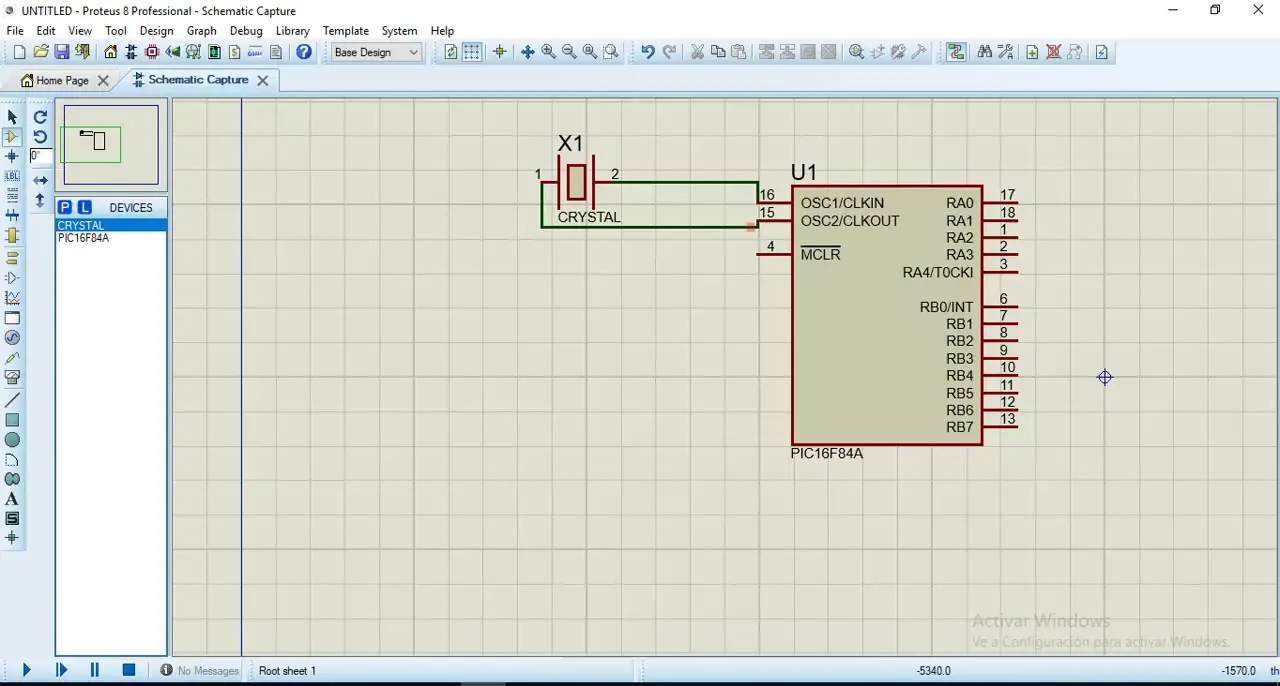 UNTITLED - Proteus 8 Professional - Schematic Capture
File Edit View Tool Design Graph Debug Library Template System Help
Base Design
Home Page
Schematic Capture
0°
LBL
P L DEVICES
CRYSTAL
PIC16F84A
A
S
X1
1
2
CRYSTAL
U1
16
OSC1/CLKIN
RA0
17
15
OSC2/CLKOUT
RA1
18
RA2
1
4
MCLR
RA3
2
RA4/T0CKI
3
RB0/INT
6
RB1
7
RB2
8
RB3
9
RB4
10
RB5
11
RB6
12
RB7
13
PIC16F84A
Activar Windows
Ve a Configuración para activar Windows.
No Messages
Root sheet 1
-5340.0
-1570.0
th